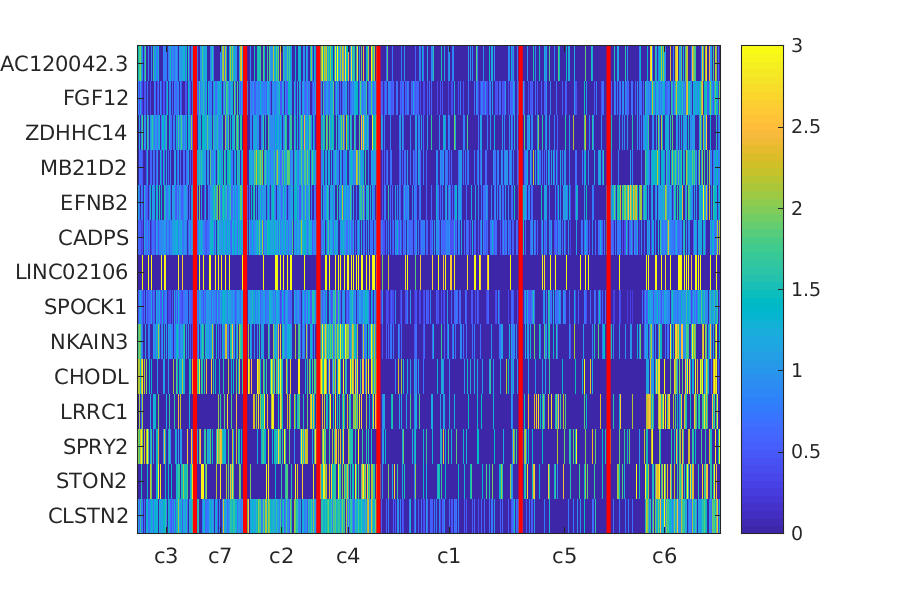 AC120042.3
FGF12
ZDHHC14
MB21D2
EFNB2
CADPS
LINC02106
SPOCK1
NKAIN3
CHODL
LRRC1
SPRY2
STON2
CLSTN2
c3 c7 c2 c4 c1 c5 c6
3
2.5
2
1.5
1
0.5
0